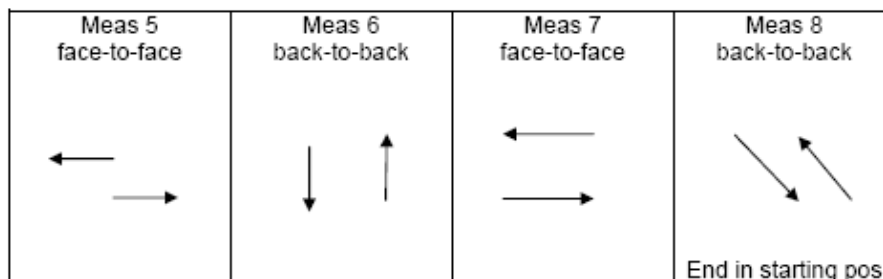 Meas 5
face-to-face
Meas 6
back-to-back
Meas 7
face-to-face
Meas 8
back-to-back
End in starting pos